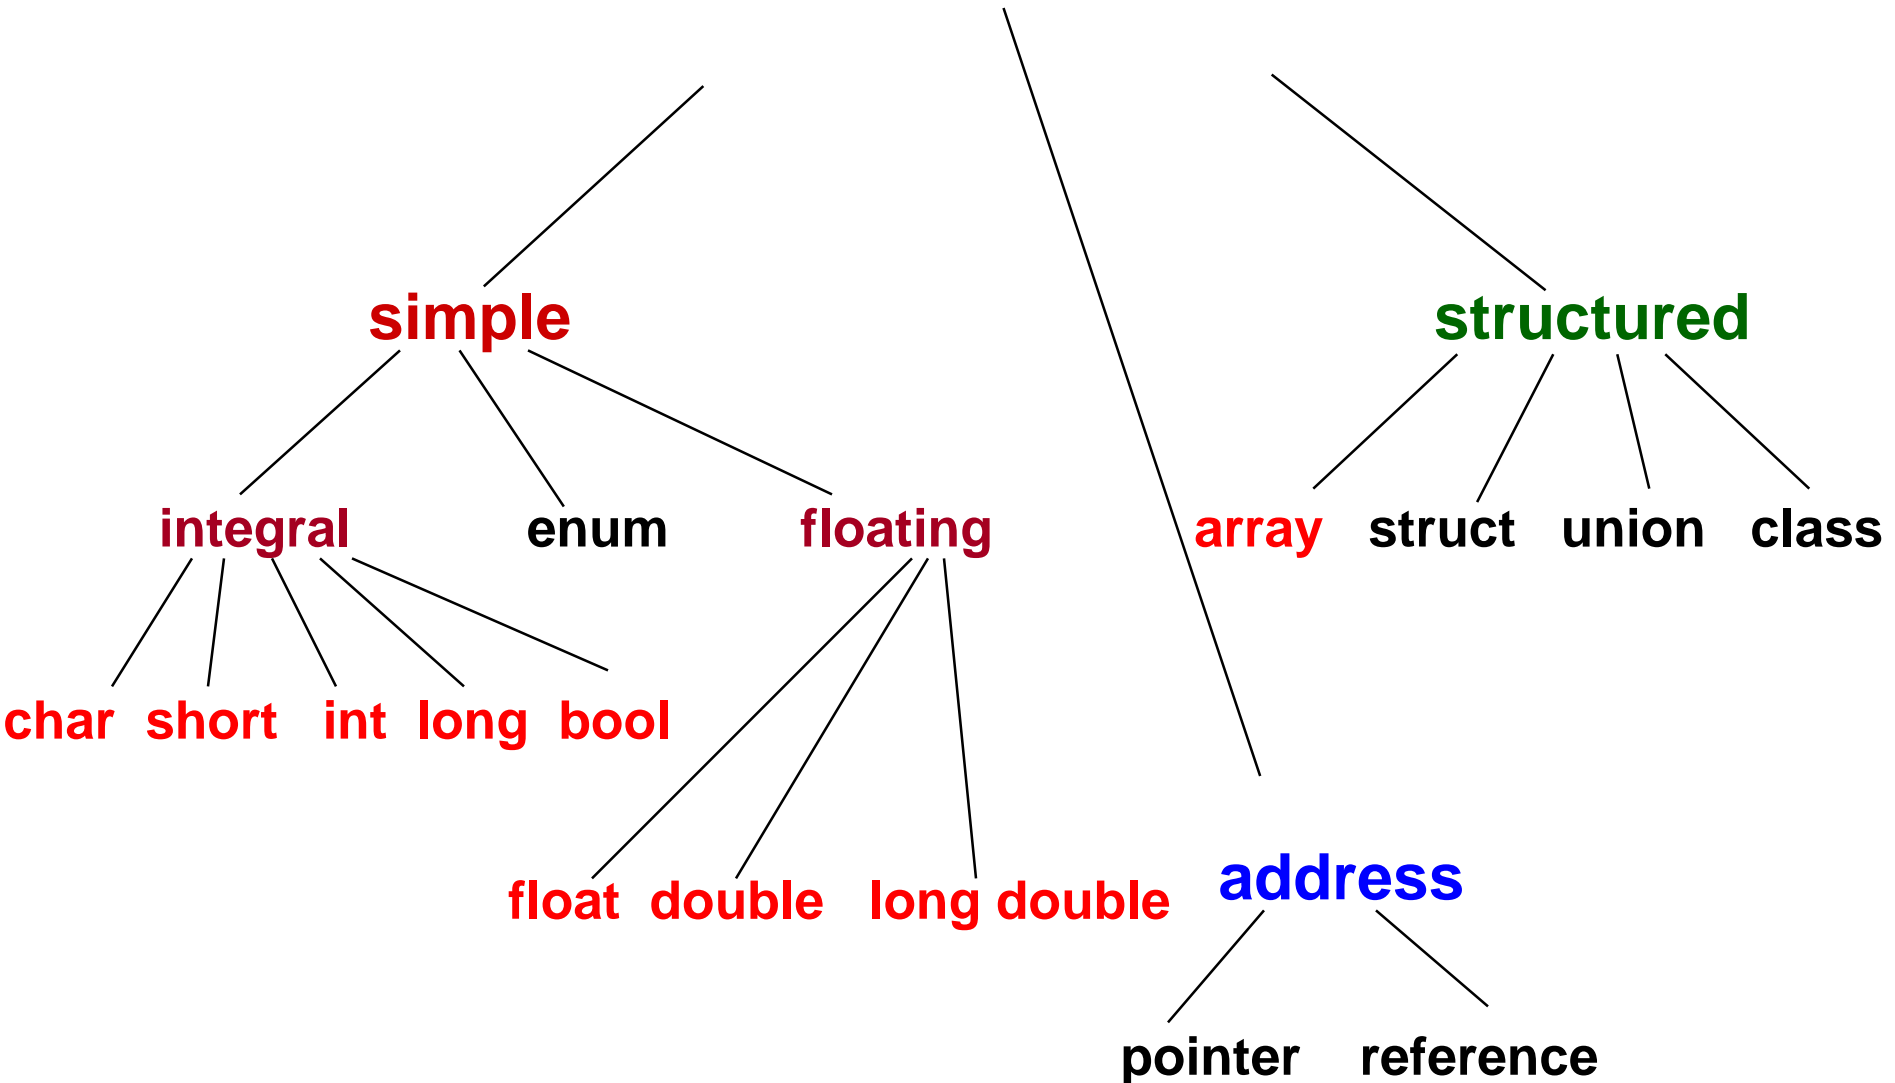 simple structured
integral enum floating array struct union class
char short int long bool
float double long double address
pointer reference